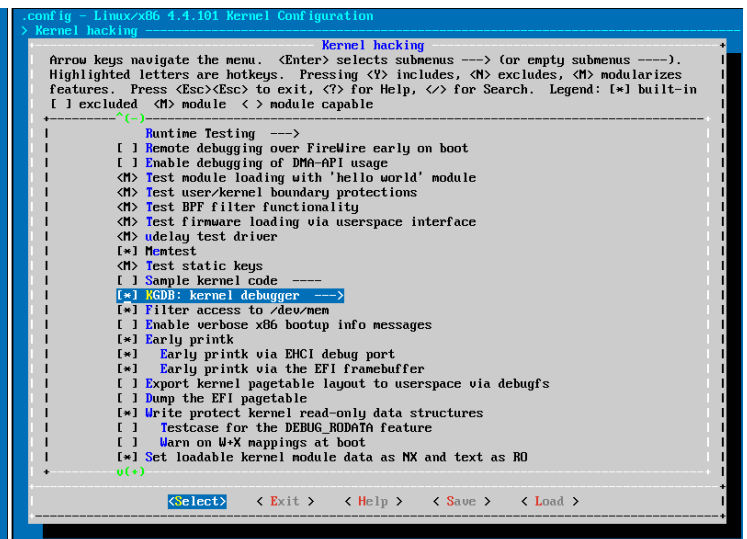 .config - Linux/x86 4.4.101 Kernel Configuration
> Kernel hacking
Kernel hacking
Arrow keys navigate the menu.  <Enter> selects submenus ---> (or empty submenus ----).
Highlighted letters are hotkeys.  Pressing <Y> includes, <N> excludes, <M> modularizes
features.  Press <Esc><Esc> to exit, <?> for Help, </> for Search.  Legend: [*] built-in
[ ] excluded  <M> module  < > module capable
^(-)
Runtime Testing  --->
[ ] Remote debugging over FireWire early on boot
[ ] Enable debugging of DMA-API usage
<M> Test module loading with 'hello world' module
<M> Test user/kernel boundary protections
<M> Test BPF filter functionality
<M> Test firmware loading via userspace interface
<M> udelay test driver
[*] Memtest
<M> Test static keys
[ ] Sample kernel code  ----
[*] KGDB: kernel debugger  --->
[*] Filter access to /dev/mem
[ ] Enable verbose x86 bootup info messages
[*] Early printk
[*]   Early printk via EHCI debug port
[*]   Early printk via the EFI framebuffer
[ ] Export kernel pagetable layout to userspace via debugfs
[ ] Dump the EFI pagetable
[*] Write protect kernel read-only data structures
[ ]   Testcase for the DEBUG_RODATA feature
[ ]   Warn on W+X mappings at boot
[*] Set loadable kernel module data as NX and text as RO
v(+)
<Select>    < Exit >    < Help >    < Save >    < Load >